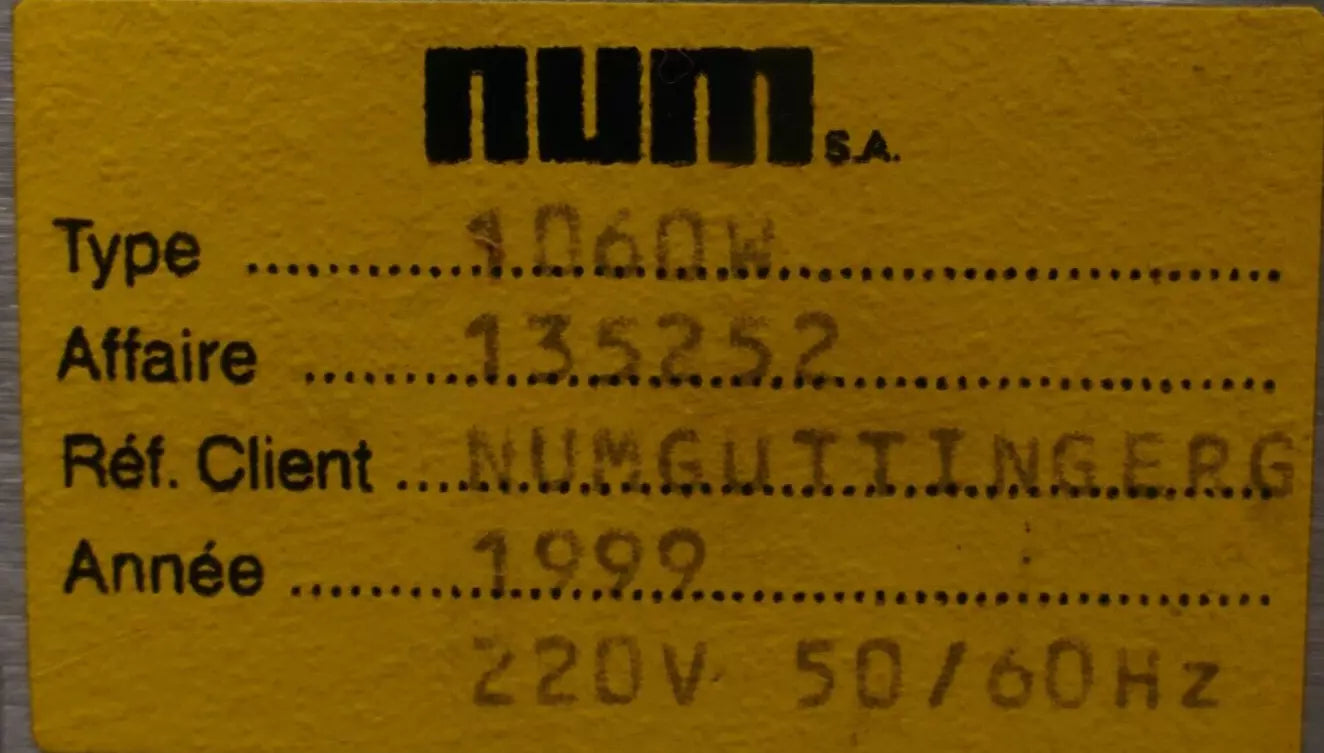 num S.A.
Type 1060W
Affaire 135252
Réf. Client NUMGUTTINGERG
Année 1999
220V 50/60Hz